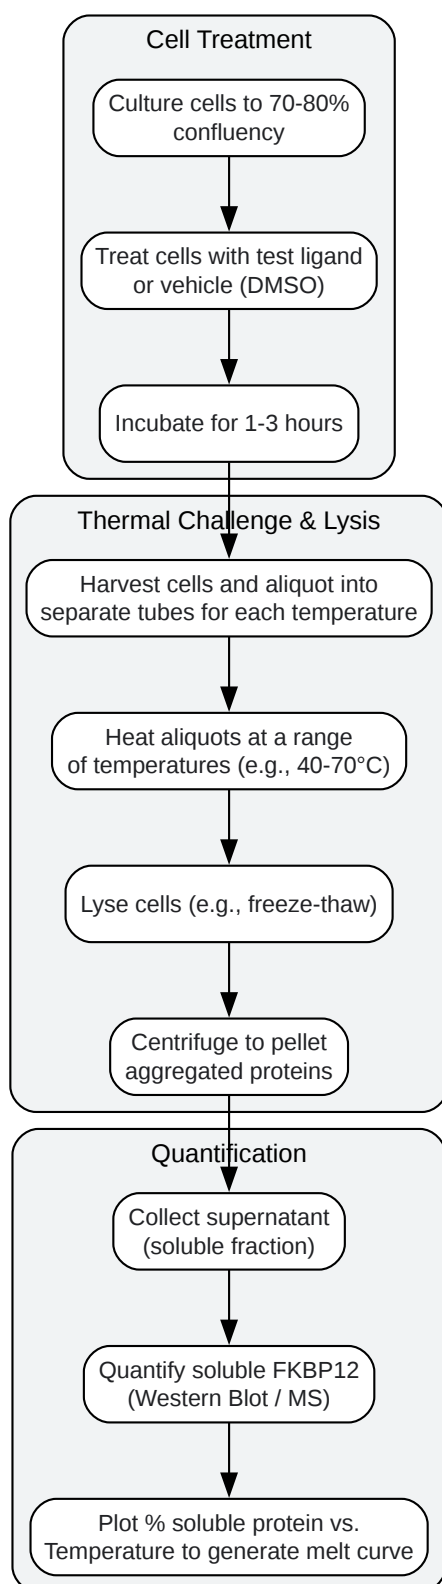 Cell Treatment
Culture cells to 70-80%
confluency
Treat cells with test ligand
or vehicle (DMSO)
Incubate for 1-3 hours
Thermal Challenge & Lysis
Harvest cells and aliquot into
separate tubes for each temperature
Heat aliquots at a range
of temperatures (e.g., 40-70°C)
Lyse cells (e.g., freeze-thaw)
Centrifuge to pellet
aggregated proteins
Quantification
Collect supernatant
(soluble fraction)
Quantify soluble FKBP12
(Western Blot / MS)
Plot % soluble protein vs.
Temperature to generate melt curve